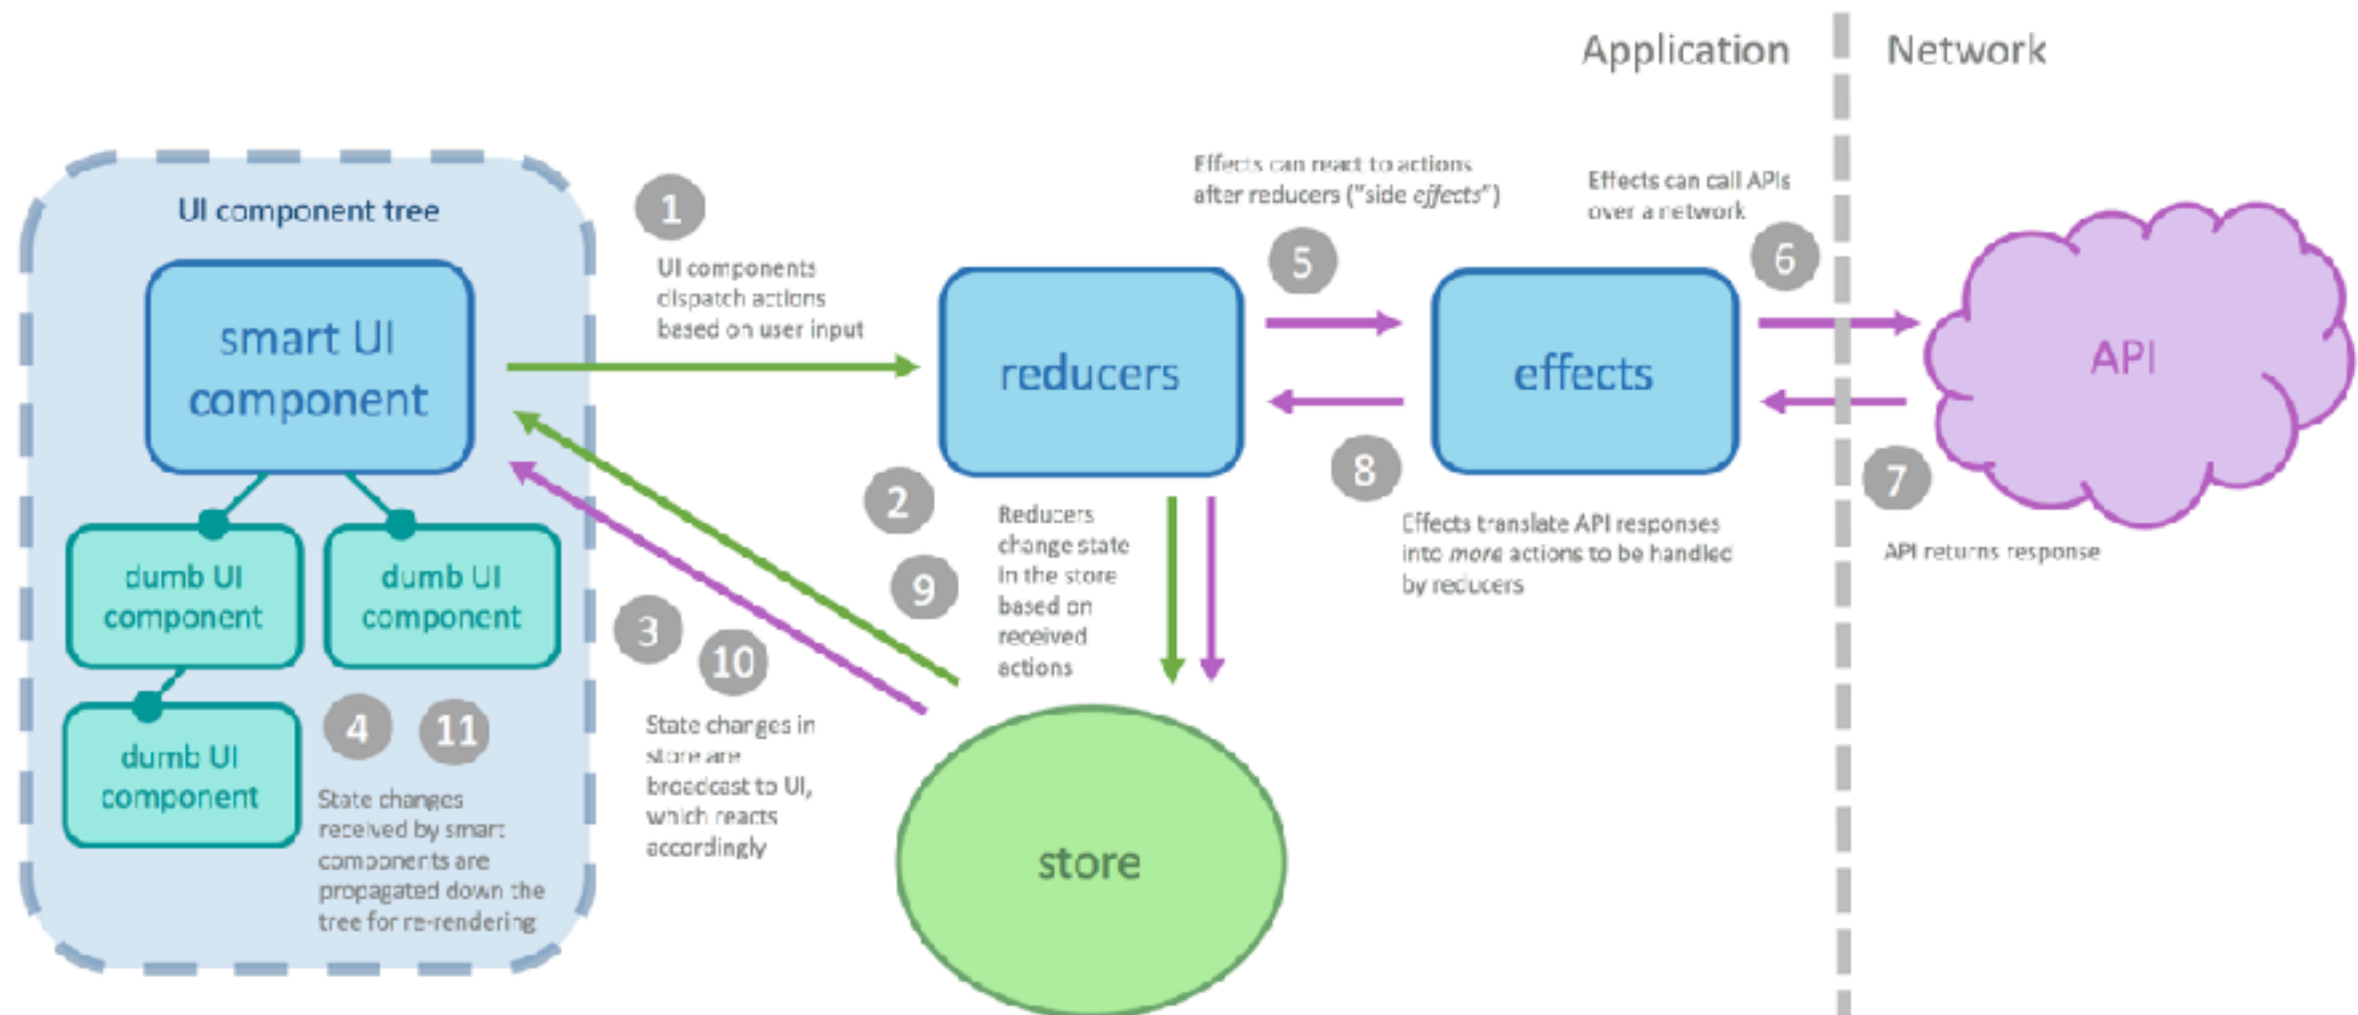 Application
Network
UI component tree
smart UI
component
dumb UI
component
dumb UI
component
dumb UI
component
4
11
State changes
received by smart
components are
propagated down the
tree for re-rendering
1
UI components
dispatch actions
based on user input
3
10
State changes in
store are
broadcast to UI,
which reacts
accordingly
reducers
2
9
Reducers
change state
in the store
based on
received
actions
store
Effects can react to actions
after reducers ("side effects")
5
effects
8
Effects translate API responses
into more actions to be handled
by reducers
Effects can call APIs
over a network
6
API
7
API returns response